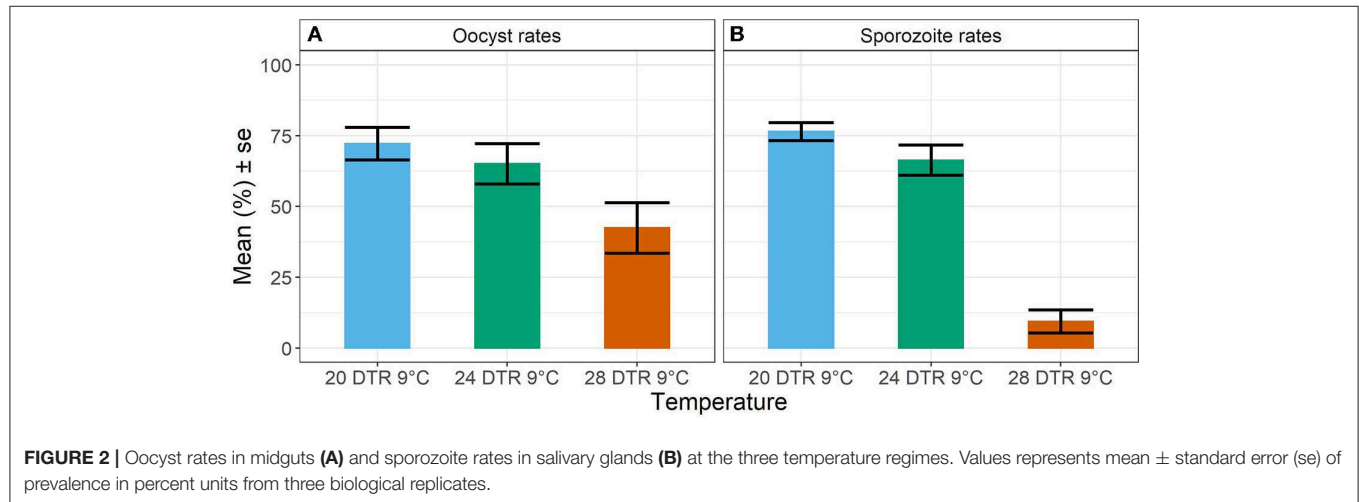 A Oocyst rates
B Sporozoite rates
Mean (%) ± se
100
75
50
25
0
20 DTR 9°C 24 DTR 9°C 28 DTR 9°C
20 DTR 9°C 24 DTR 9°C 28 DTR 9°C
Temperature
FIGURE 2 | Oocyst rates in midguts (A) and sporozoite rates in salivary glands (B) at the three temperature regimes. Values represents mean ± standard error (se) of
prevalence in percent units from three biological replicates.